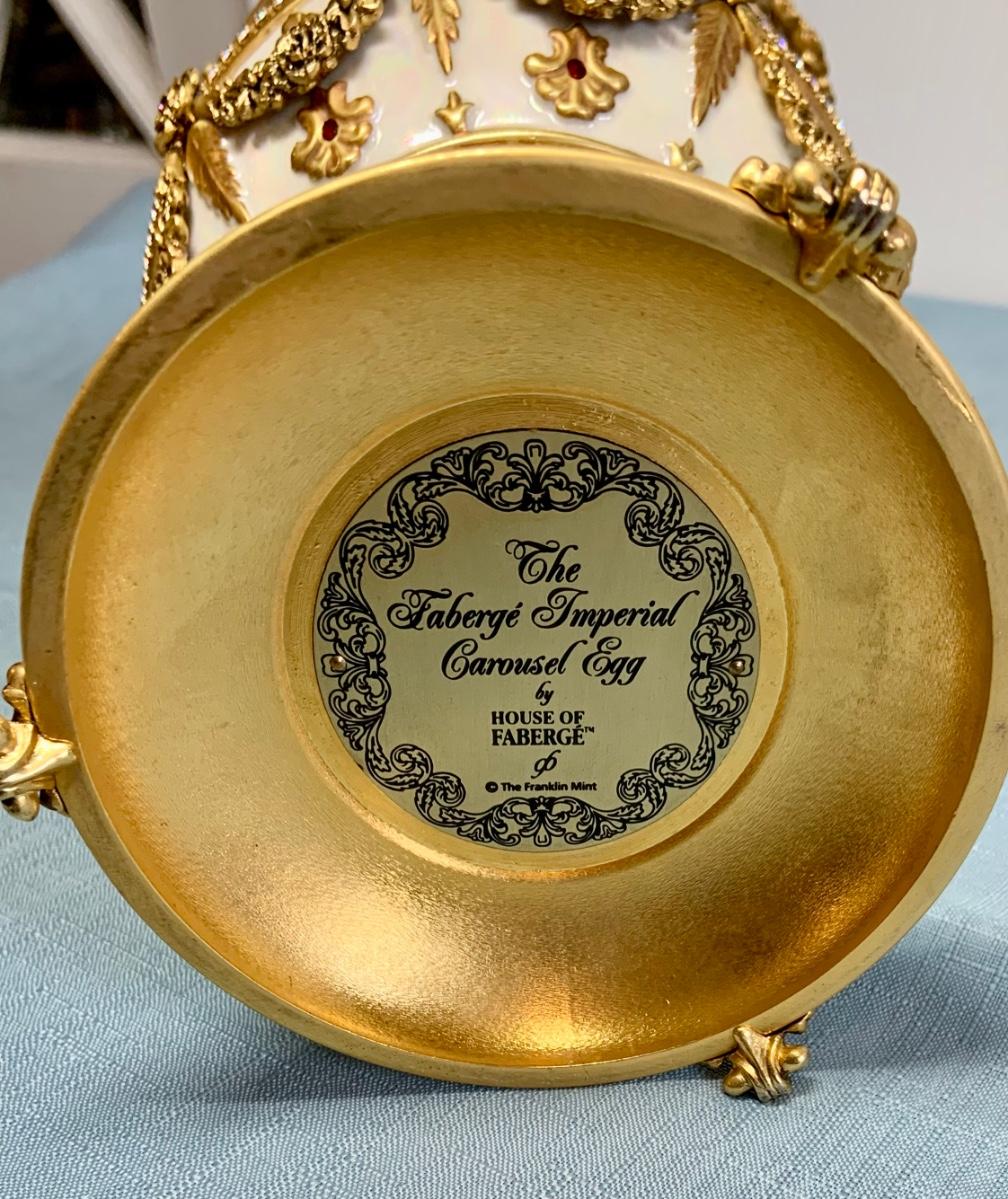 The
Fabergé Imperial
Carousel Egg
by
HOUSE OF
FABERGÉ™
© The Franklin Mint